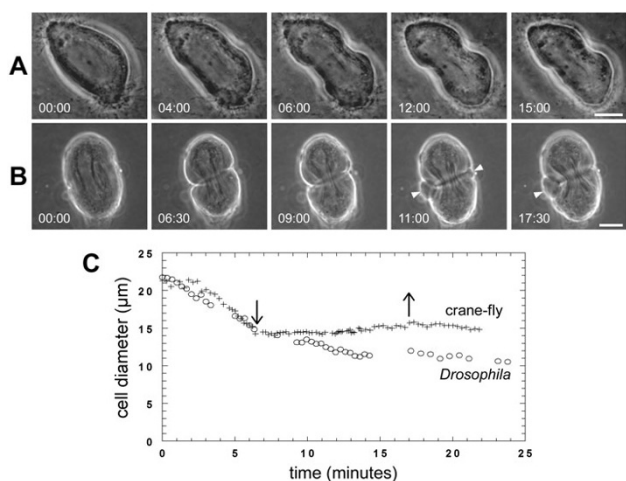 A
00:00 04:00 06:00 12:00 15:00
B
00:00 06:30 09:00 11:00 17:30
C
25
20
15
10
5
0
cell diameter (µm)
crane-fly
Drosophila
0 5 10 15 20 25
time (minutes)